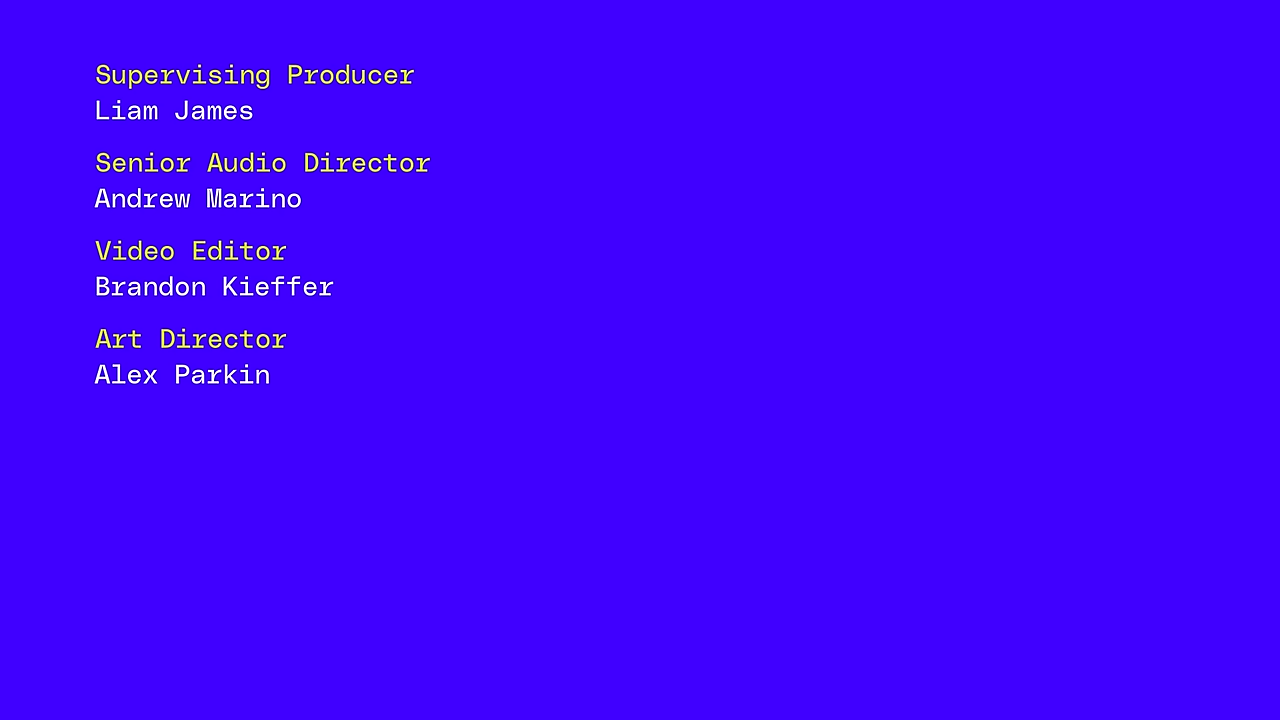 Supervising Producer
Liam James
Senior Audio Director
Andrew Marino
Video Editor
Brandon Kieffer
Art Director
Alex Parkin